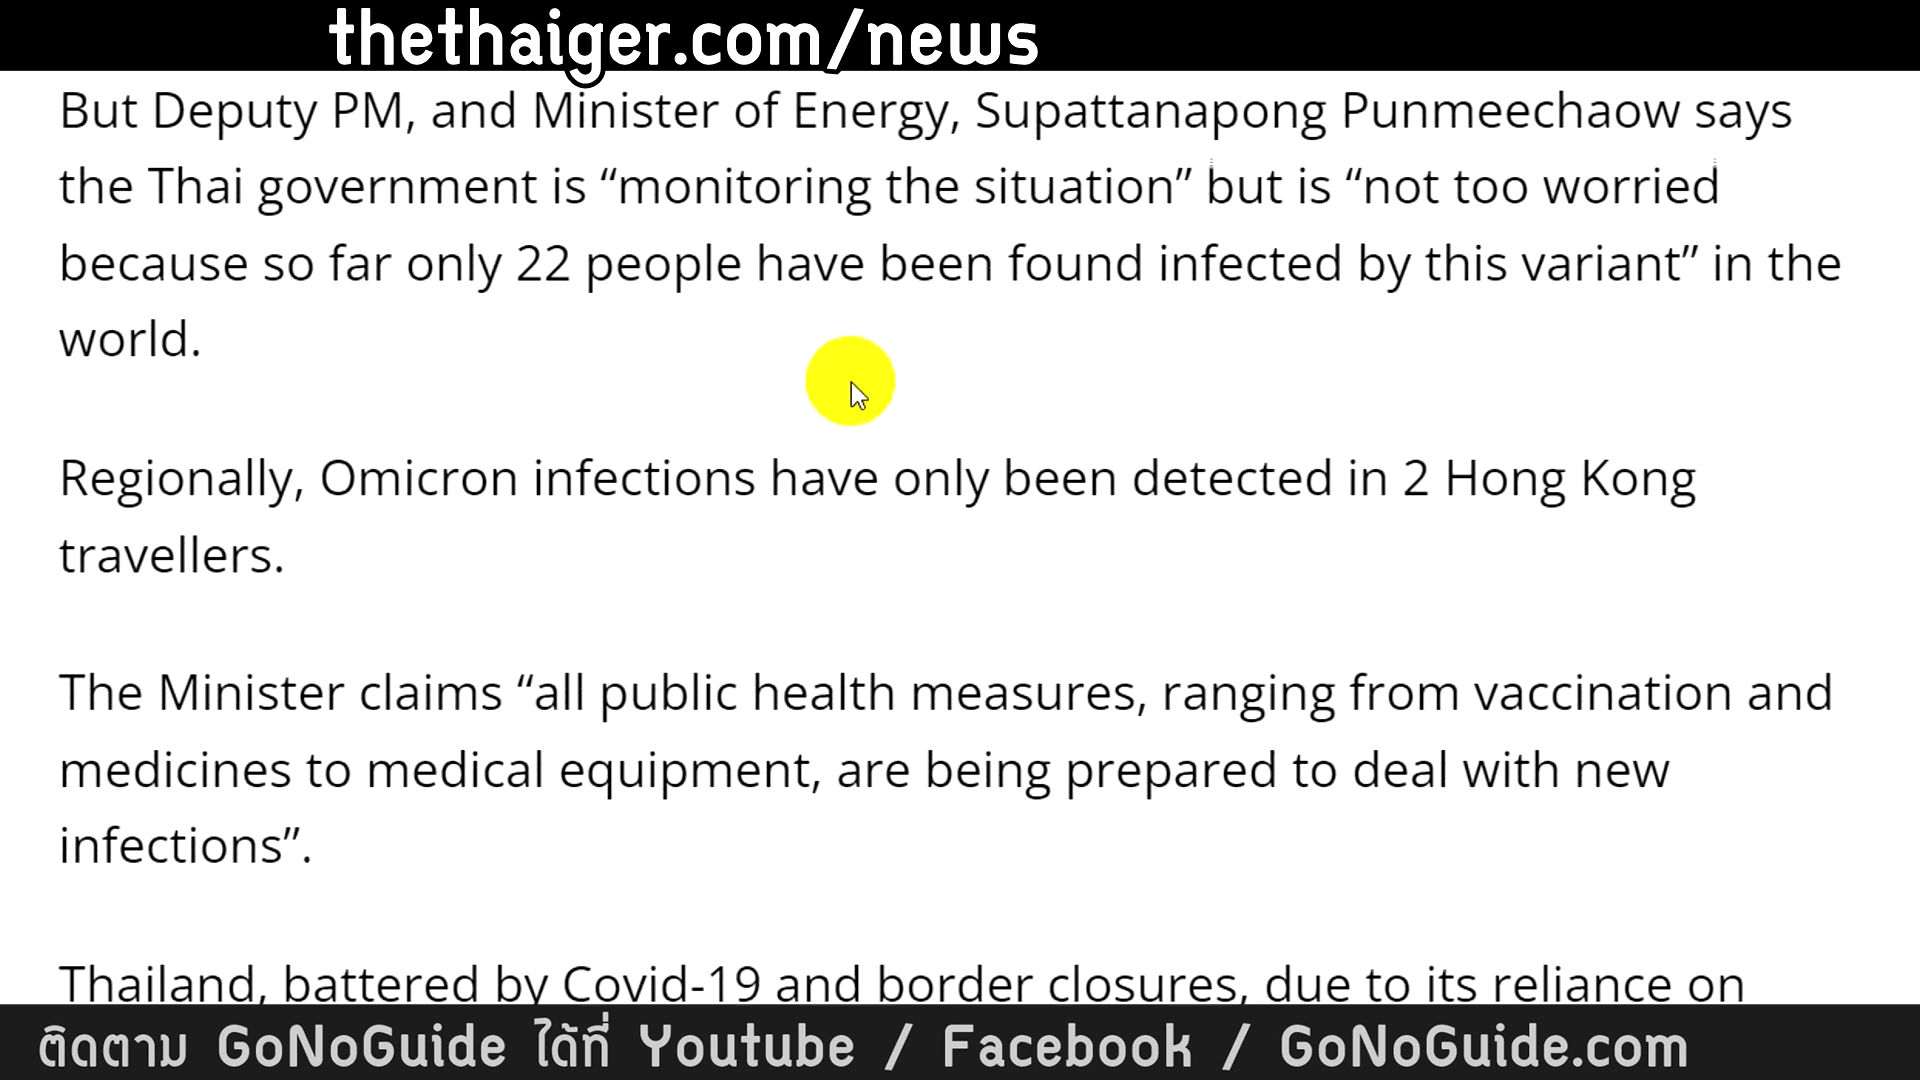 thethaiger.com/news
But Deputy PM, and Minister of Energy, Supattanapong Punmeechaow says
the Thai government is “monitoring the situation” but is “not too worried
because so far only 22 people have been found infected by this variant” in the
world.
Regionally, Omicron infections have only been detected in 2 Hong Kong
travellers.
The Minister claims “all public health measures, ranging from vaccination and
medicines to medical equipment, are being prepared to deal with new
infections”.
Thailand, battered by Covid-19 and border closures, due to its reliance on
ติดตาม GoNoGuide ได้ที่ Youtube / Facebook / GoNoGuide.com